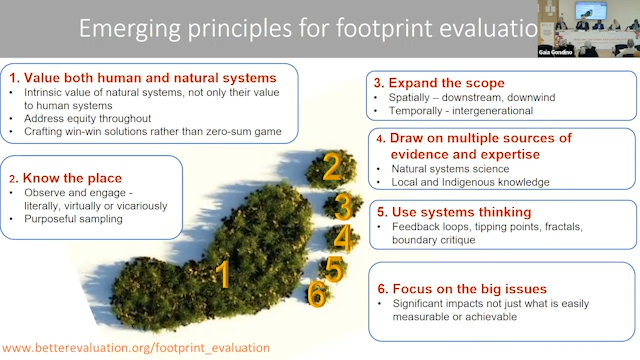 Emerging principles for footprint evaluatio
Gaia Gondino
1. Value both human and natural systems
• Intrinsic value of natural systems, not only their value
to human systems
• Address equity throughout
• Crafting win-win solutions rather than zero-sum game
2. Know the place
• Observe and engage -
literally, virtually or vicariously
• Purposeful sampling
3. Expand the scope
• Spatially – downstream, downwind
• Temporally - intergenerational
4. Draw on multiple sources of
evidence and expertise
• Natural systems science
• Local and Indigenous knowledge
5. Use systems thinking
• Feedback loops, tipping points, fractals,
boundary critique
6. Focus on the big issues
• Significant impacts not just what is easily
measurable or achievable
1
2
3
4
5
6
www.betterevaluation.org/footprint_evaluation